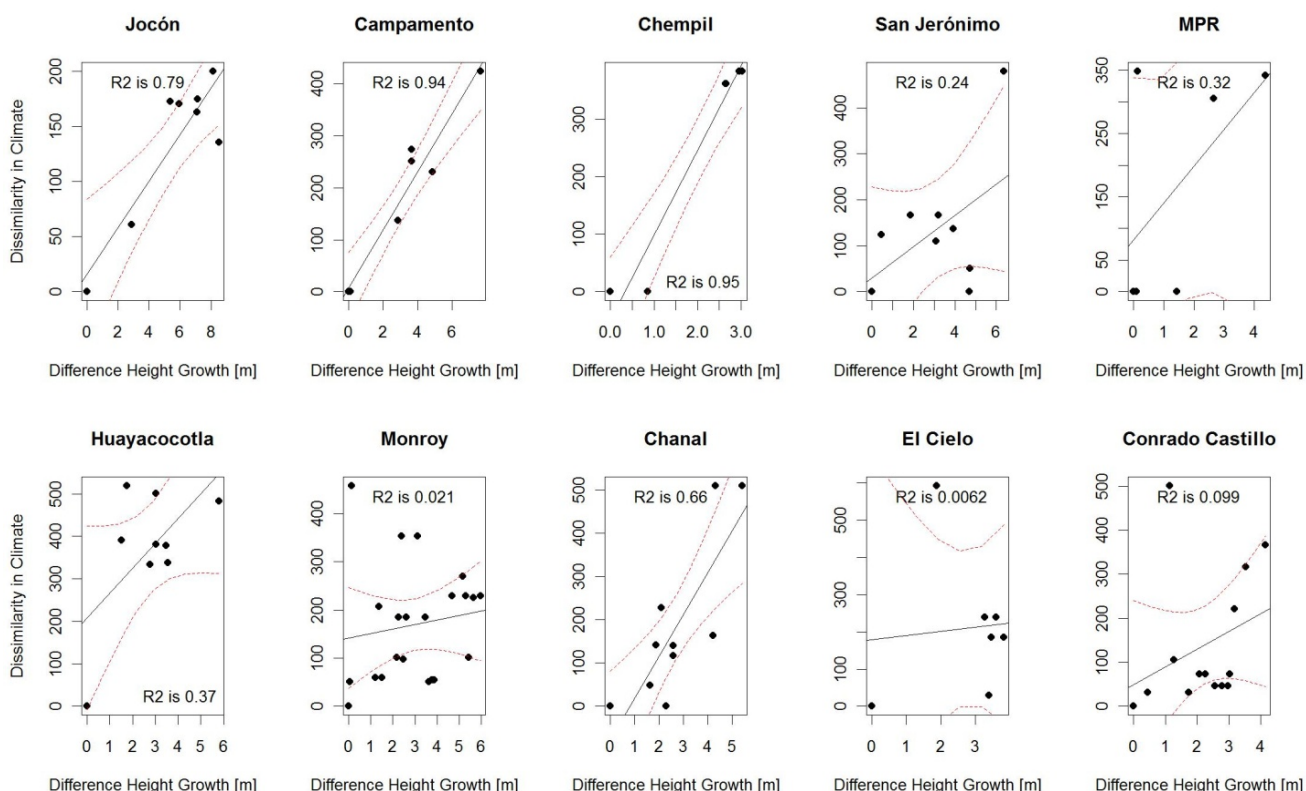 Jocón Campamento Chempil San Jerónimo MPR
Dissimilarity in Climate
0 50 100 150 200
R2 is 0.79
0 2 4 6 8
Difference Height Growth [m]
0 100 200 300 400
R2 is 0.94
0 2 4 6
Difference Height Growth [m]
0 100 200 300
R2 is 0.95
0.0 1.0 2.0 3.0
Difference Height Growth [m]
0 100 200 300 400
R2 is 0.24
0 2 4 6
Difference Height Growth [m]
0 50 150 250 350
R2 is 0.32
0 1 2 3 4
Difference Height Growth [m]
Huayacocotla Monroy Chanal El Cielo Conrado Castillo
Dissimilarity in Climate
0 100 200 300 400 500
R2 is 0.37
0 1 2 3 4 5 6
Difference Height Growth [m]
0 100 200 300 400
R2 is 0.021
0 1 2 3 4 5 6
Difference Height Growth [m]
0 100 200 300 400 500
R2 is 0.66
0 1 2 3 4 5
Difference Height Growth [m]
0 100 300 500
R2 is 0.0062
0 1 2 3
Difference Height Growth [m]
0 100 200 300 400 500
R2 is 0.099
0 1 2 3 4
Difference Height Growth [m]